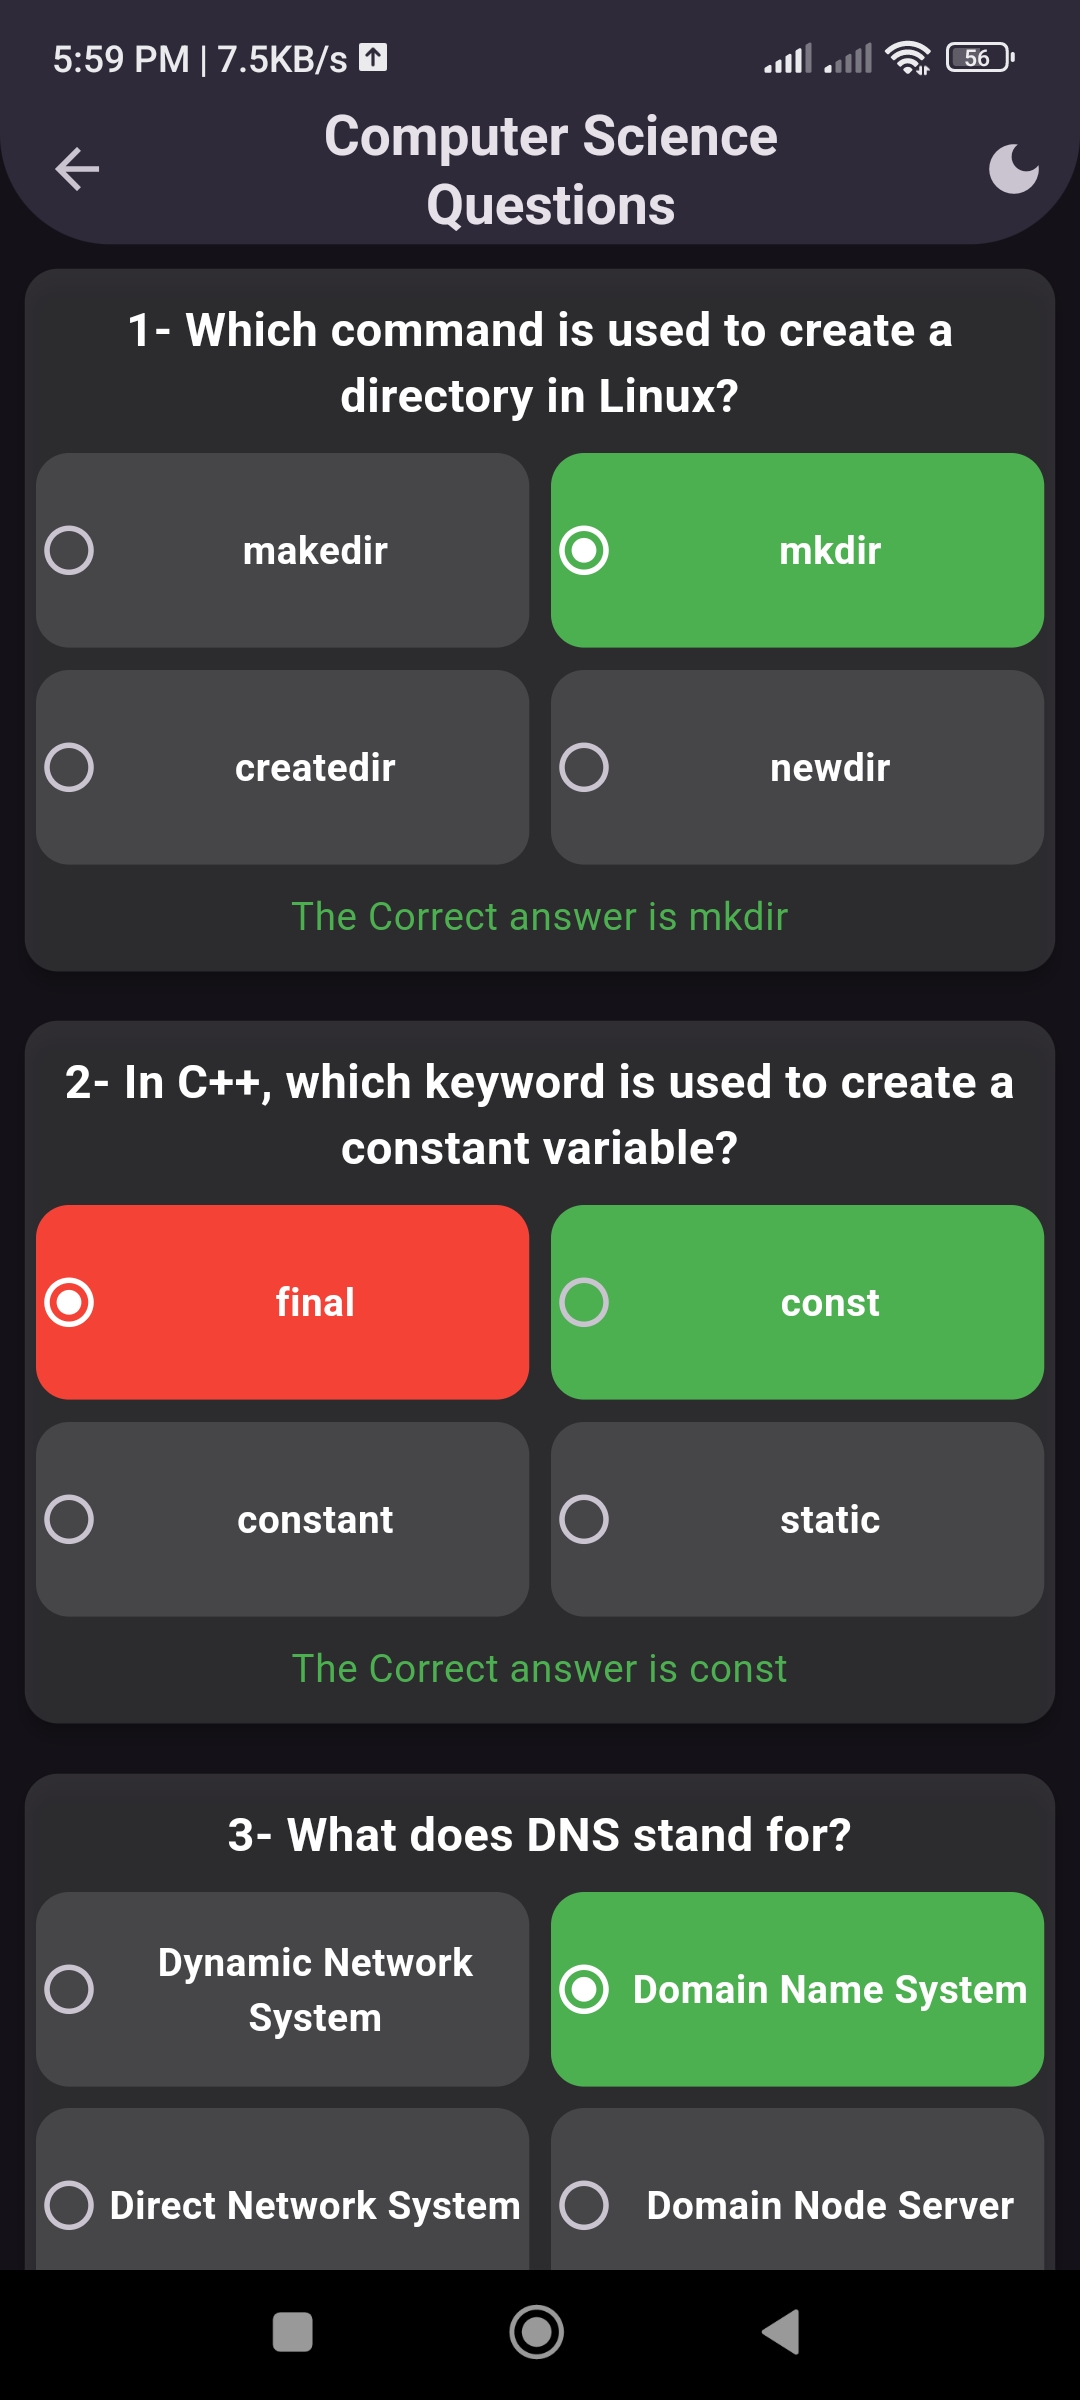 5:59 PM | 7.5KB/s
56
Computer Science
Questions
1- Which command is used to create a
directory in Linux?
makedir
mkdir
createdir
newdir
The Correct answer is mkdir
2- In C++, which keyword is used to create a
constant variable?
final
const
constant
static
The Correct answer is const
3- What does DNS stand for?
Dynamic Network
System
Domain Name System
Direct Network System
Domain Node Server